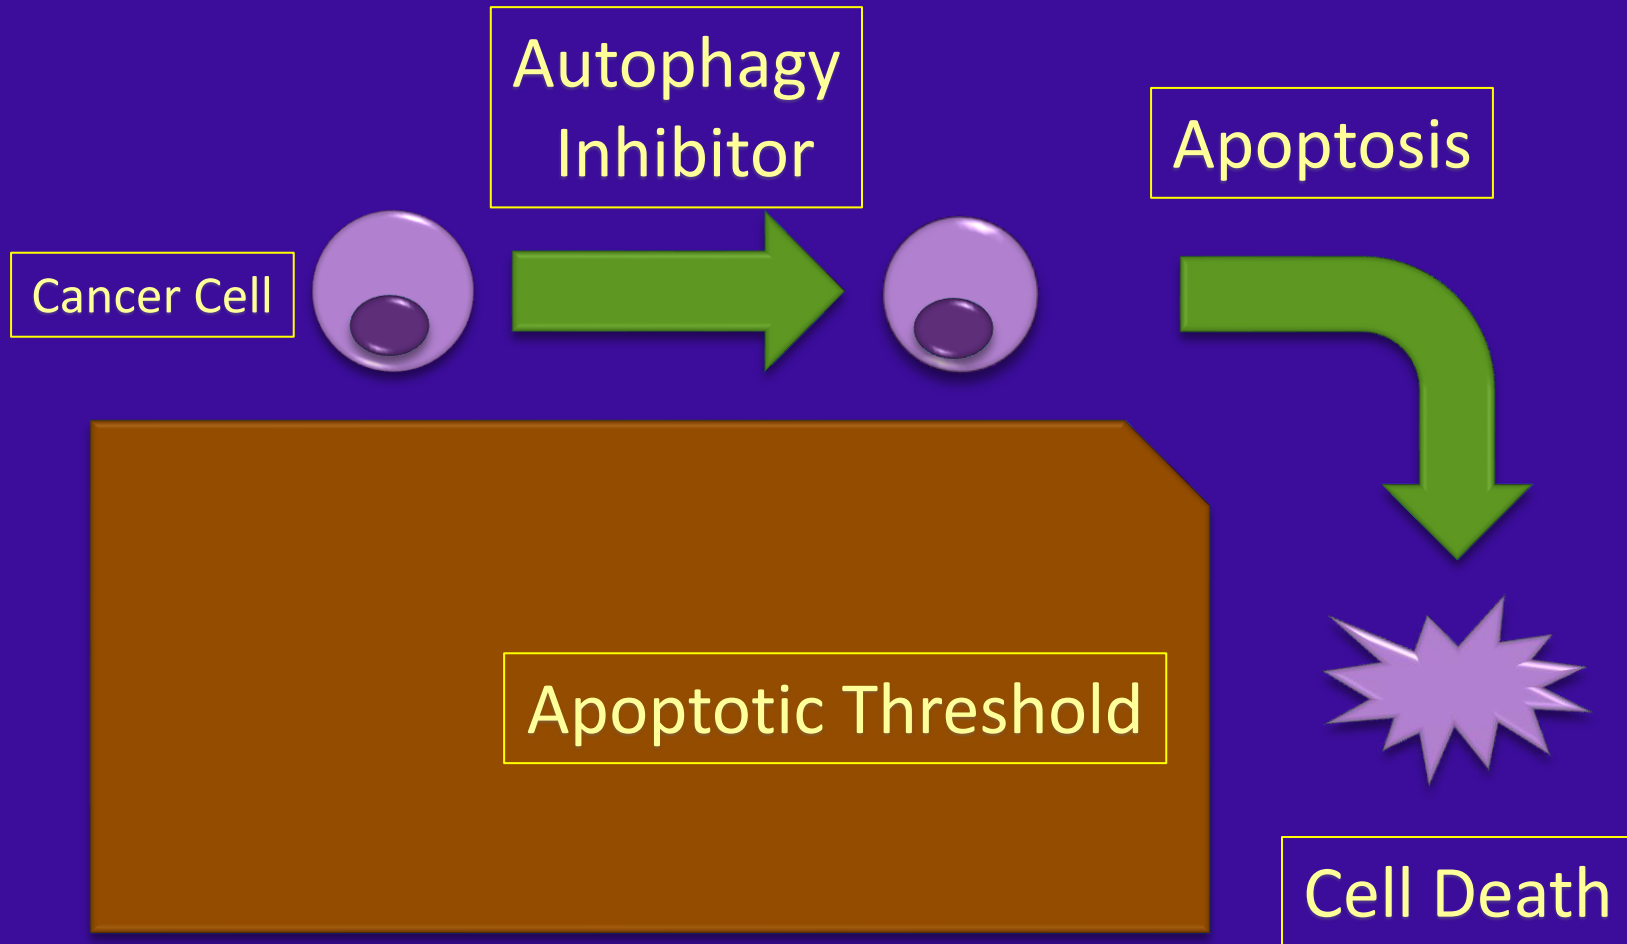 Autophagy
Inhibitor
Apoptosis
Cancer Cell
Apoptotic Threshold
Cell Death